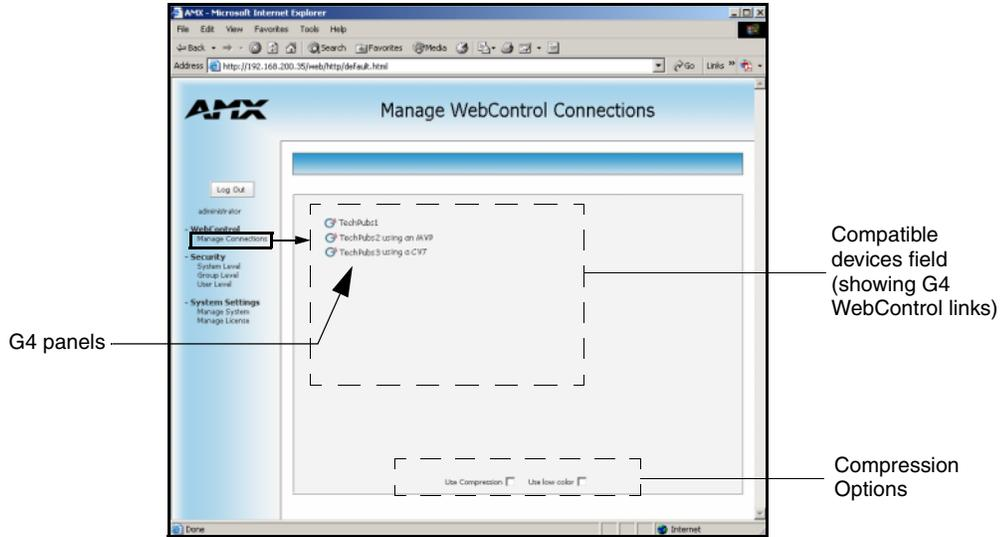 AMX - Microsoft Internet Explorer
File Edit View Favorites Tools Help
Back Search Favorites Media
Address http://192.168.200.35/web/http/default.html Go Links »
AMX
Manage WebControl Connections
Log Out
administrator
- WebControl
Manage Connections
- Security
System Level
Group Level
User Level
- System Settings
Manage System
Manage License
TechPubs1
TechPubs2 using an MVP
TechPubs3 using a CV7
Use Compression Use low color
Done Internet
G4 panels
Compatible
devices field
(showing G4
WebControl links)
Compression
Options